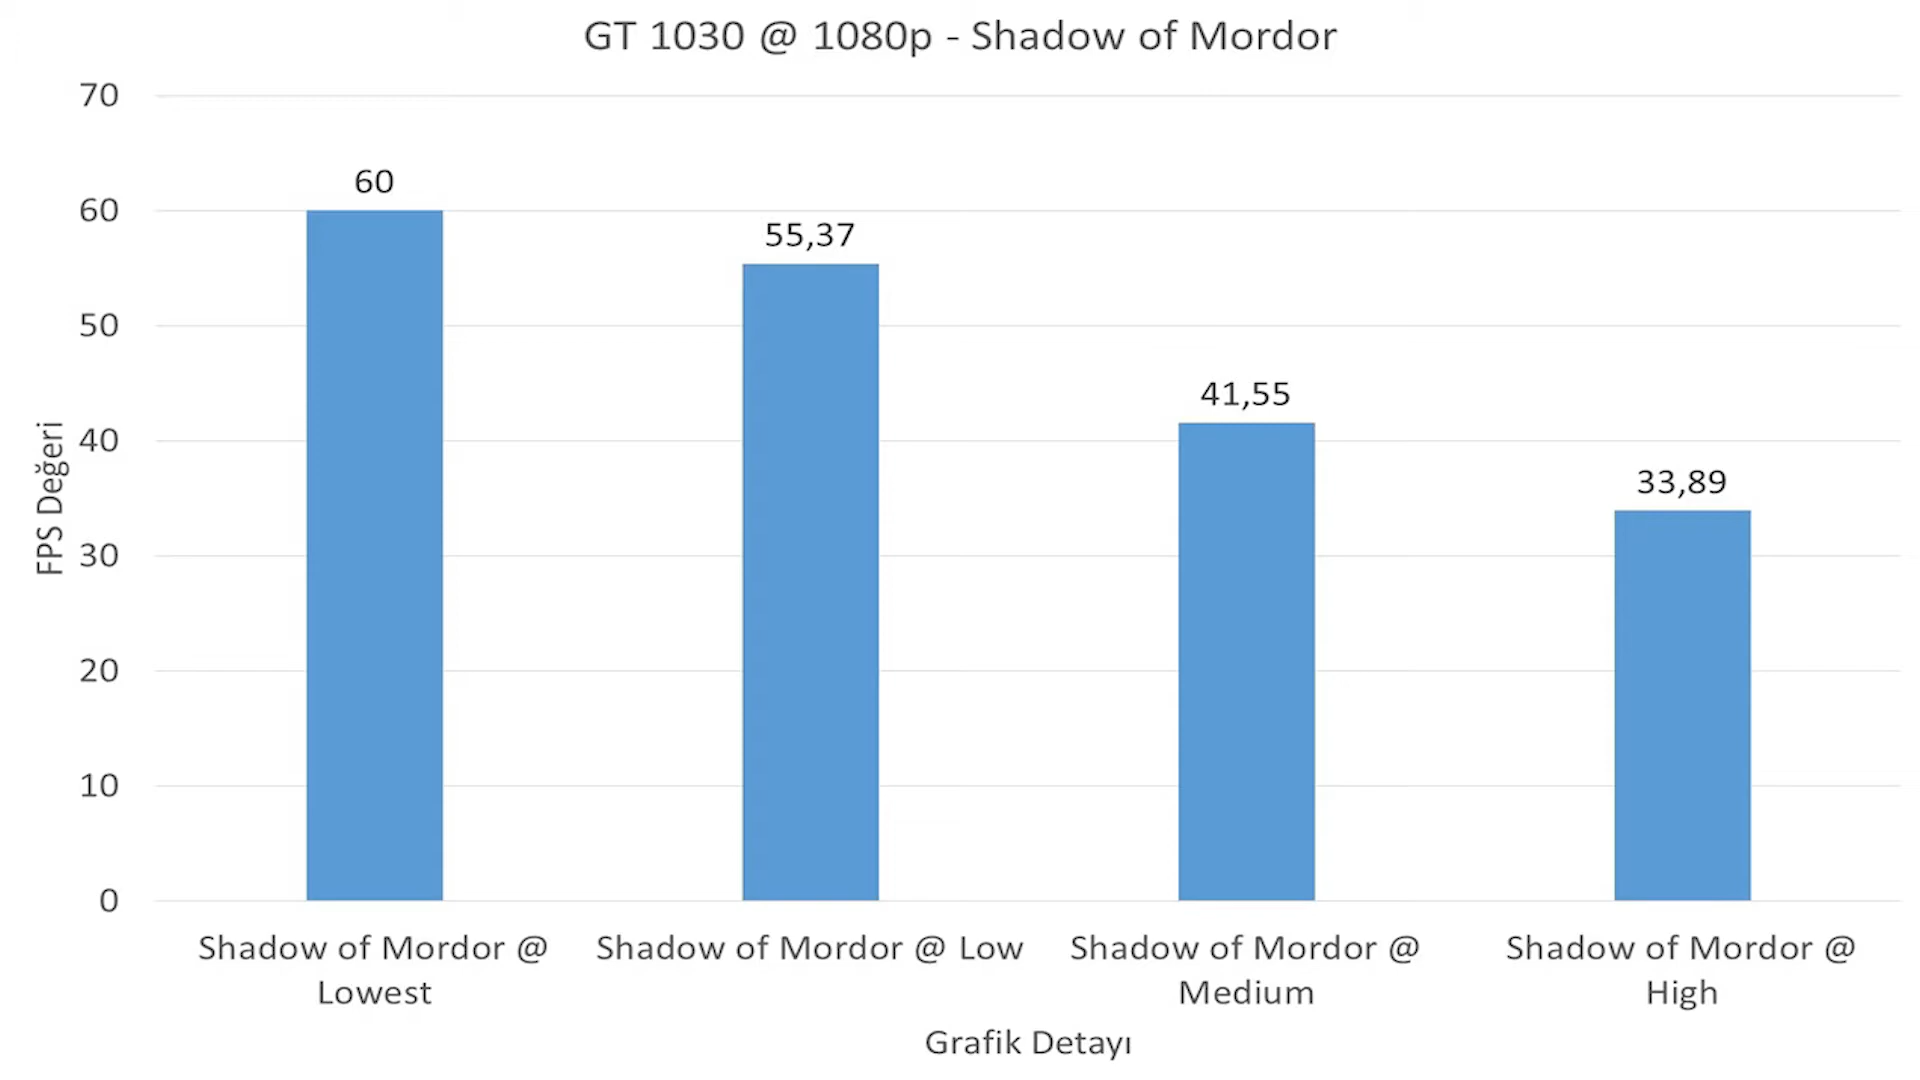 GT 1030 @ 1080p - Shadow of Mordor
70
60
50
40
30
20
10
0
FPS Değeri
60
55,37
41,55
33,89
Shadow of Mordor @
Lowest
Shadow of Mordor @ Low
Shadow of Mordor @
Medium
Shadow of Mordor @
High
Grafik Detayı